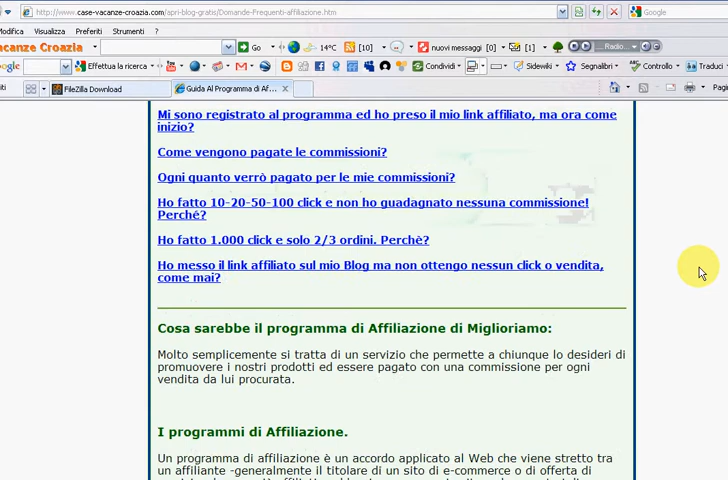 http://www.case-vacanze-croazia.com/apri-blog-gratis/Domande-Frequenti-affiliazione.htm
Google
Modifica Visualizza Preferiti Strumenti ?
Vacanze Croazia Go 14°C [10] nuovi messaggi [0] [1] Radio...
Effettua la ricerca Condividi Sidewiki Segnalibri Controllo Traduci
FileZilla Download Guida Al Programma di Af... Pagin
Mi sono registrato al programma ed ho preso il mio link affiliato, ma ora come
inizio?
Come vengono pagate le commissioni?
Ogni quanto verrò pagato per le mie commissioni?
Ho fatto 10-20-50-100 click e non ho guadagnato nessuna commissione!
Perché?
Ho fatto 1.000 click e solo 2/3 ordini. Perchè?
Ho messo il link affiliato sul mio Blog ma non ottengo nessun click o vendita,
come mai?
Cosa sarebbe il programma di Affiliazione di Miglioriamo:
Molto semplicemente si tratta di un servizio che permette a chiunque lo desideri di
promuovere i nostri prodotti ed essere pagato con una commissione per ogni
vendita da lui procurata.
I programmi di Affiliazione.
Un programma di affiliazione è un accordo applicato al Web che viene stretto tra
un affiliante -generalmente il titolare di un sito di e-commerce o di offerta di